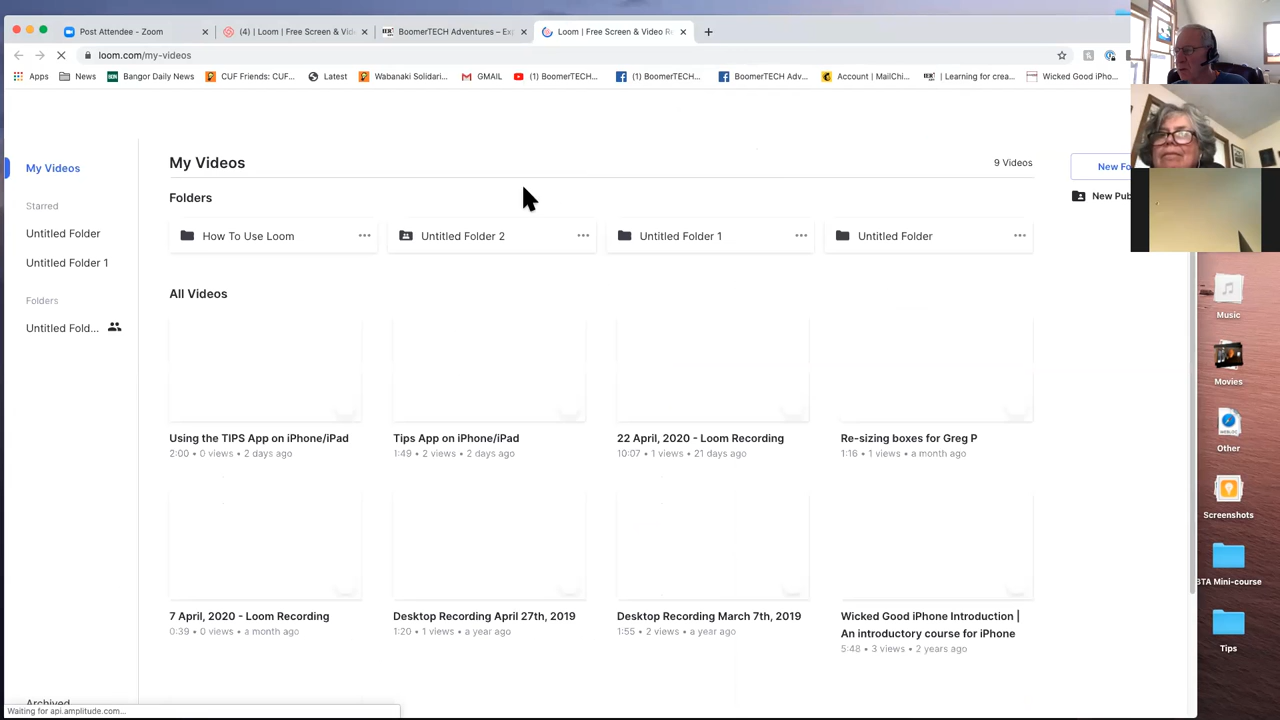 Post Attendee - Zoom
(4) | Loom | Free Screen & Vid
BoomerTECH Adventures – Ex
Loom | Free Screen & Video R
loom.com/my-videos
Apps
News
Bangor Daily News
CUF Friends: CUF...
Latest
Wabanaki Solidari...
GMAIL
(1) BoomerTECH...
(1) BoomerTECH...
BoomerTECH Adv...
Account | MailChi...
| Learning for crea...
Wicked Good iPho...
My Videos
9 Videos
New Fo
My Videos
Starred
Folders
New Pub
Untitled Folder
How To Use Loom
Untitled Folder 2
Untitled Folder 1
Untitled Folder
Untitled Folder 1
All Videos
Folders
Untitled Fold...
Music
Movies
Using the TIPS App on iPhone/iPad
2:00 • 0 views • 2 days ago
Tips App on iPhone/iPad
1:49 • 2 views • 2 days ago
22 April, 2020 - Loom Recording
10:07 • 1 views • 21 days ago
Re-sizing boxes for Greg P
1:16 • 1 views • a month ago
Other
Screenshots
BTA Mini-course
7 April, 2020 - Loom Recording
0:39 • 0 views • a month ago
Desktop Recording April 27th, 2019
1:20 • 1 views • a year ago
Desktop Recording March 7th, 2019
1:55 • 2 views • a year ago
Wicked Good iPhone Introduction |
An introductory course for iPhone
5:48 • 3 views • 2 years ago
Tips
Archived
Waiting for api.amplitude.com...